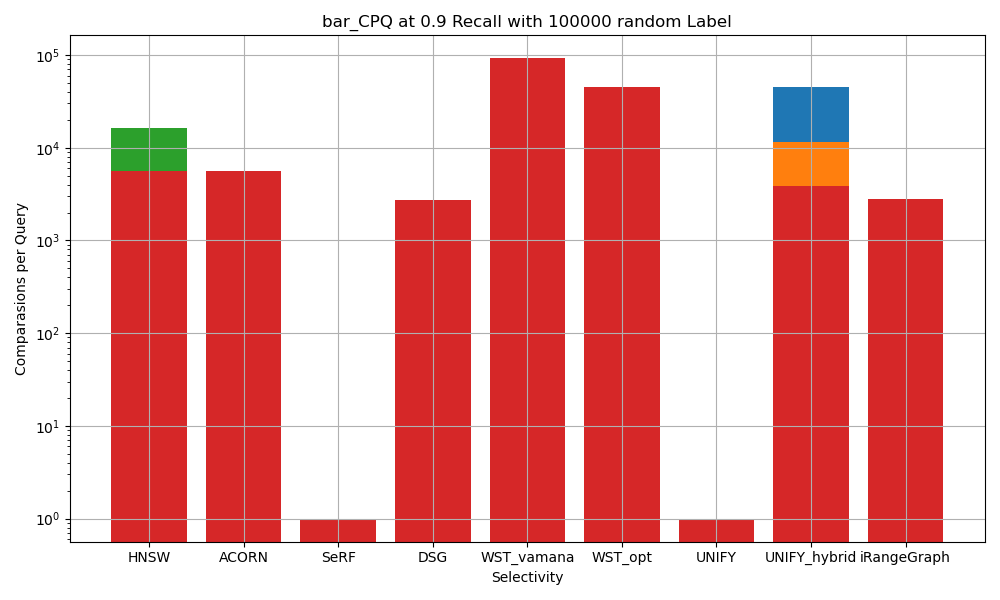 bar_CPQ at 0.9 Recall with 100000 random Label
Comparasions per Query
10^5
10^4
10^3
10^2
10^1
10^0
HNSW ACORN SeRF DSG WST_vamana WST_opt UNIFY UNIFY_hybrid iRangeGraph
Selectivity